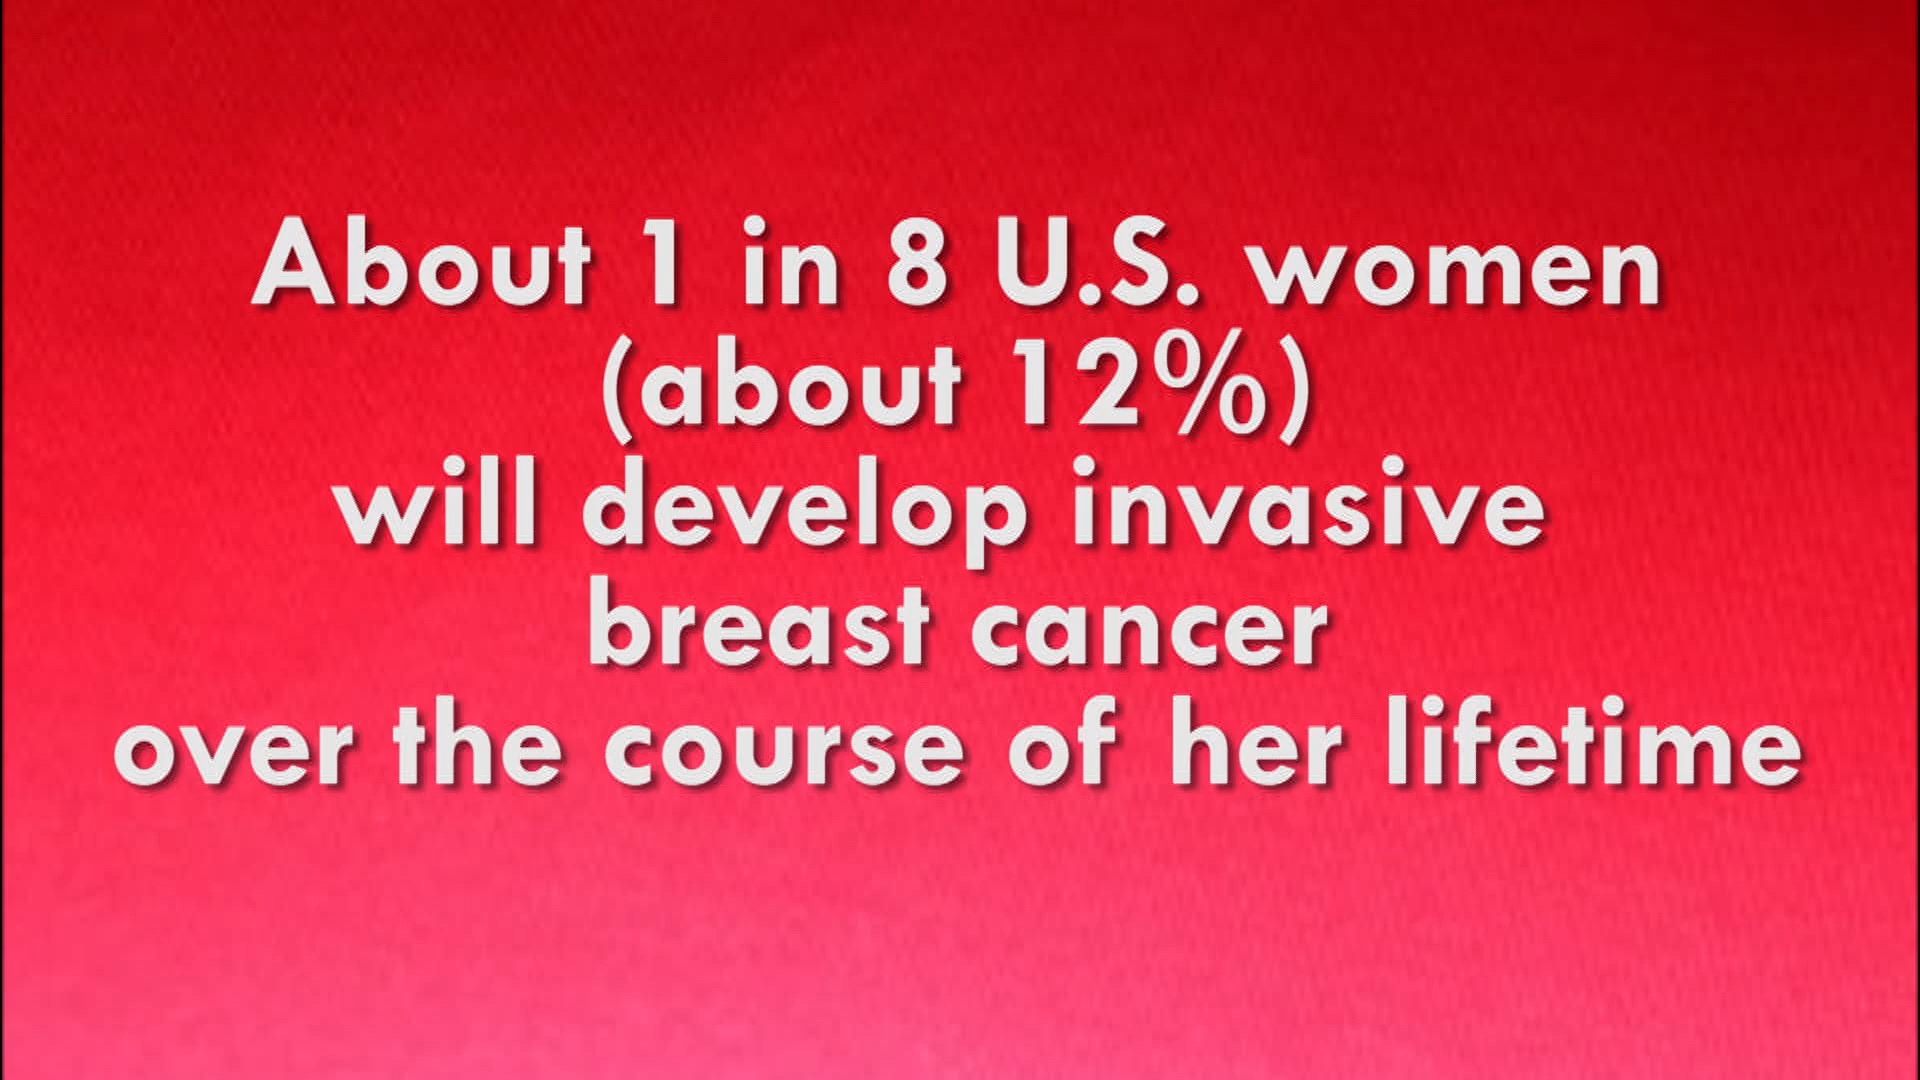 About 1 in 8 U.S. women
(about 12%)
will develop invasive
breast cancer
over the course of her lifetime